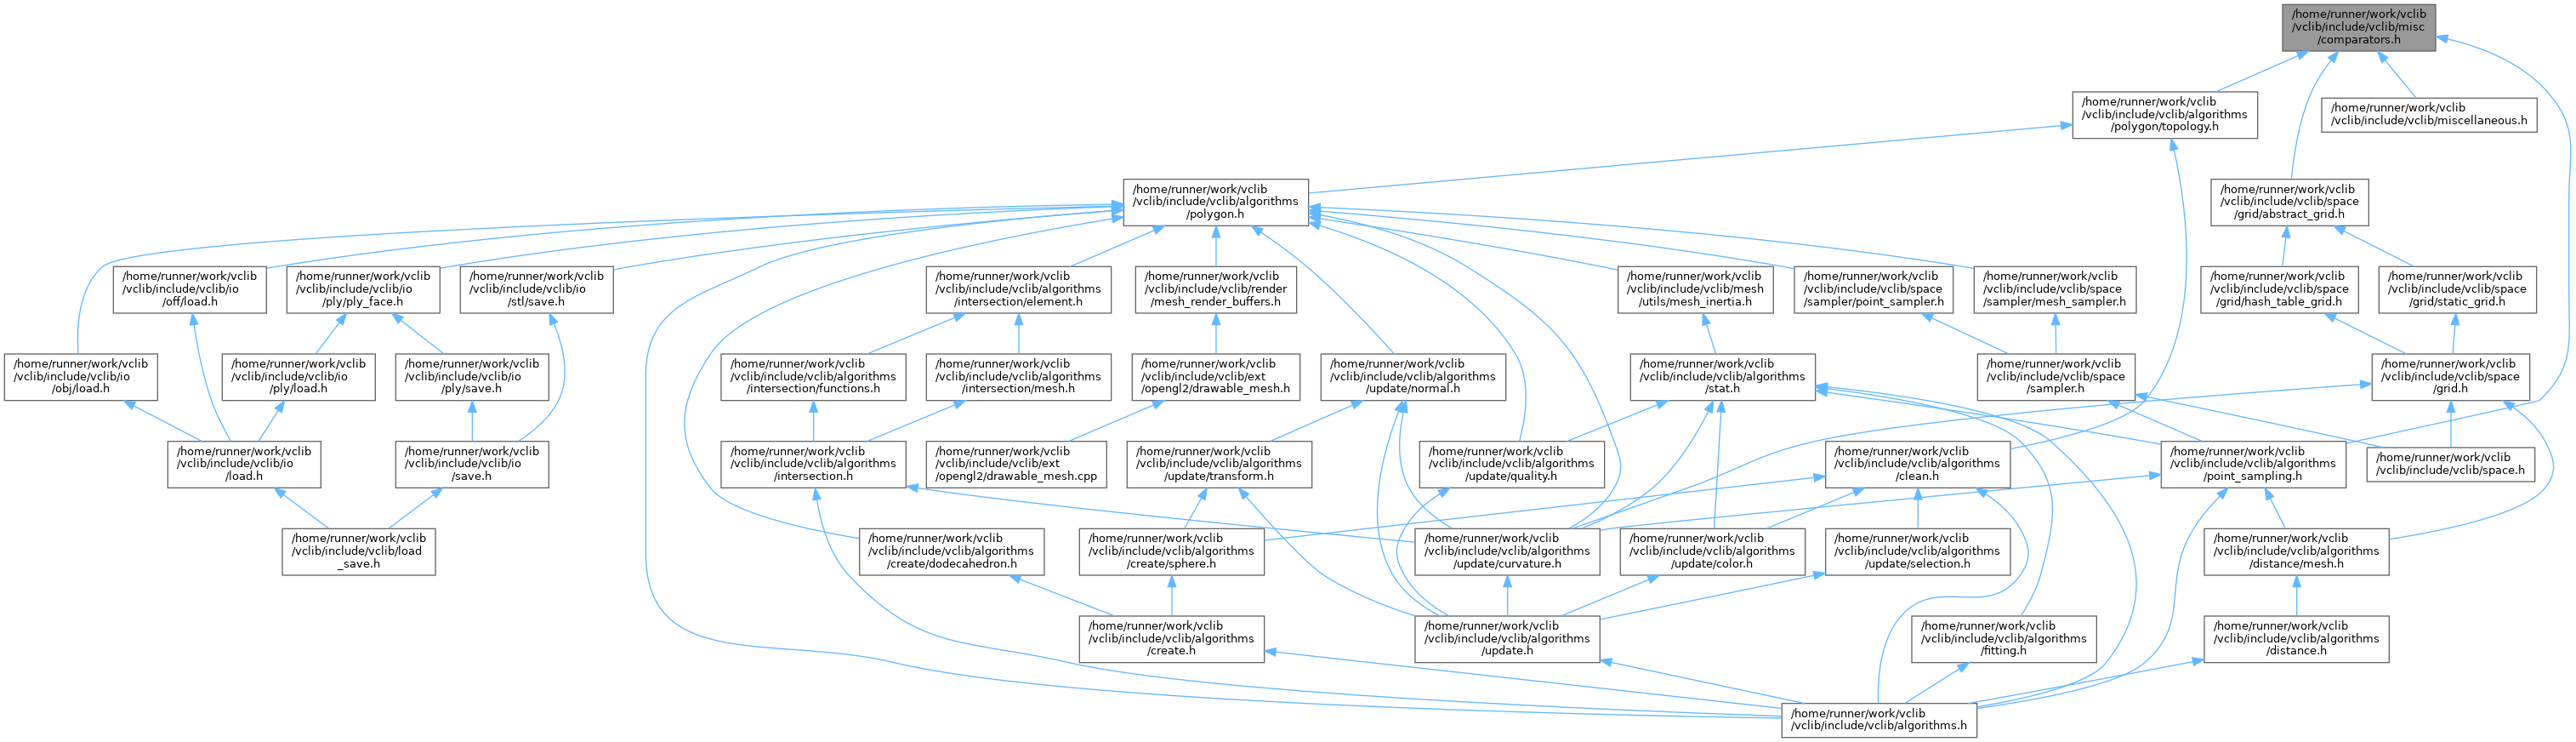 /home/runner/work/vclib
/vclib/include/vclib/misc
/comparators.h
/home/runner/work/vclib
/vclib/include/vclib/algorithms
/polygon/topology.h
/home/runner/work/vclib
/vclib/include/vclib/miscellaneous.h
/home/runner/work/vclib
/vclib/include/vclib/algorithms
/polygon.h
/home/runner/work/vclib
/vclib/include/vclib/space
/grid/abstract_grid.h
/home/runner/work/vclib
/vclib/include/vclib/io
/off/load.h
/home/runner/work/vclib
/vclib/include/vclib/io
/ply/ply_face.h
/home/runner/work/vclib
/vclib/include/vclib/io
/stl/save.h
/home/runner/work/vclib
/vclib/include/vclib/algorithms
/intersection/element.h
/home/runner/work/vclib
/vclib/include/vclib/render
/mesh_render_buffers.h
/home/runner/work/vclib
/vclib/include/vclib/mesh
/utils/mesh_inertia.h
/home/runner/work/vclib
/vclib/include/vclib/space
/sampler/point_sampler.h
/home/runner/work/vclib
/vclib/include/vclib/space
/sampler/mesh_sampler.h
/home/runner/work/vclib
/vclib/include/vclib/space
/grid/hash_table_grid.h
/home/runner/work/vclib
/vclib/include/vclib/space
/grid/static_grid.h
/home/runner/work/vclib
/vclib/include/vclib/io
/obj/load.h
/home/runner/work/vclib
/vclib/include/vclib/io
/ply/load.h
/home/runner/work/vclib
/vclib/include/vclib/io
/ply/save.h
/home/runner/work/vclib
/vclib/include/vclib/algorithms
/intersection/functions.h
/home/runner/work/vclib
/vclib/include/vclib/algorithms
/intersection/mesh.h
/home/runner/work/vclib
/vclib/include/vclib/ext
/opengl2/drawable_mesh.h
/home/runner/work/vclib
/vclib/include/vclib/algorithms
/update/normal.h
/home/runner/work/vclib
/vclib/include/vclib/algorithms
/stat.h
/home/runner/work/vclib
/vclib/include/vclib/space
/sampler.h
/home/runner/work/vclib
/vclib/include/vclib/space
/grid.h
/home/runner/work/vclib
/vclib/include/vclib/io
/load.h
/home/runner/work/vclib
/vclib/include/vclib/io
/save.h
/home/runner/work/vclib
/vclib/include/vclib/algorithms
/intersection.h
/home/runner/work/vclib
/vclib/include/vclib/ext
/opengl2/drawable_mesh.cpp
/home/runner/work/vclib
/vclib/include/vclib/algorithms
/update/transform.h
/home/runner/work/vclib
/vclib/include/vclib/algorithms
/update/quality.h
/home/runner/work/vclib
/vclib/include/vclib/algorithms
/clean.h
/home/runner/work/vclib
/vclib/include/vclib/algorithms
/point_sampling.h
/home/runner/work/vclib
/vclib/include/vclib/space.h
/home/runner/work/vclib
/vclib/include/vclib/load
_save.h
/home/runner/work/vclib
/vclib/include/vclib/algorithms
/create/dodecahedron.h
/home/runner/work/vclib
/vclib/include/vclib/algorithms
/create/sphere.h
/home/runner/work/vclib
/vclib/include/vclib/algorithms
/update/curvature.h
/home/runner/work/vclib
/vclib/include/vclib/algorithms
/update/color.h
/home/runner/work/vclib
/vclib/include/vclib/algorithms
/update/selection.h
/home/runner/work/vclib
/vclib/include/vclib/algorithms
/distance/mesh.h
/home/runner/work/vclib
/vclib/include/vclib/algorithms
/create.h
/home/runner/work/vclib
/vclib/include/vclib/algorithms
/update.h
/home/runner/work/vclib
/vclib/include/vclib/algorithms
/fitting.h
/home/runner/work/vclib
/vclib/include/vclib/algorithms
/distance.h
/home/runner/work/vclib
/vclib/include/vclib/algorithms.h